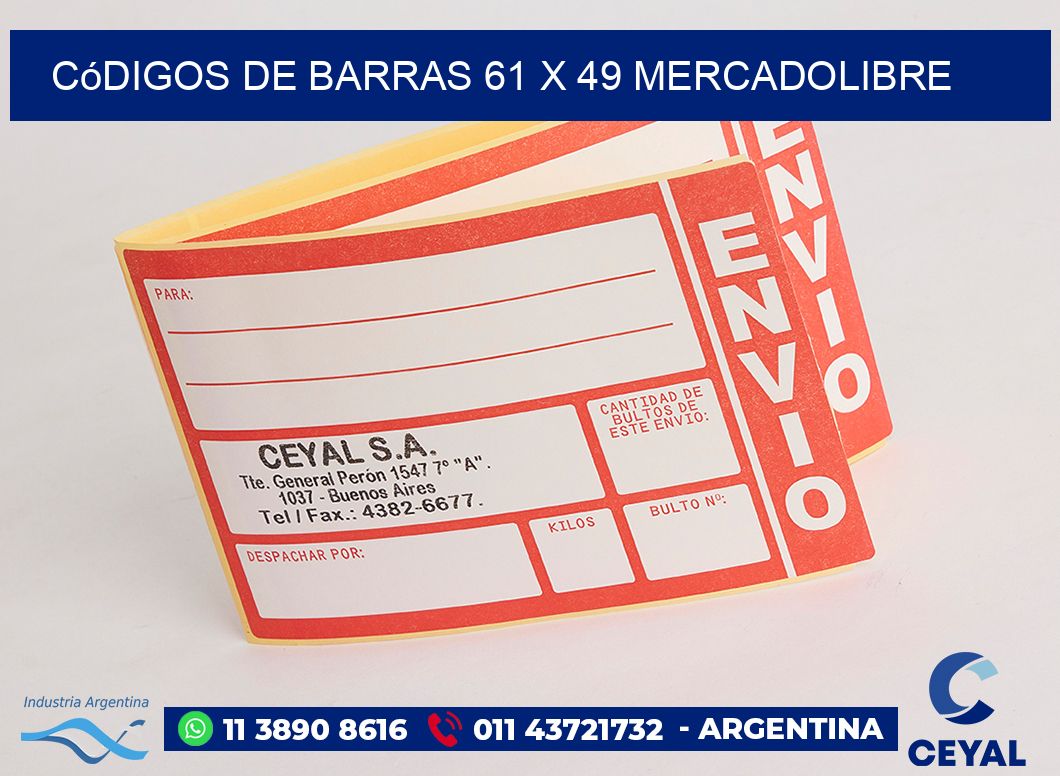 CóDIGOS DE BARRAS 61 X 49 MERCADOLIBRE
ENVIO
ENVIO
PARA:
CANTIDAD DE
BULTOS DE
ESTE ENVIO:
CEYAL S.A.
Tte. General Perón 1547 7º "A".
1037 - Buenos Aires
Tel / Fax.: 4382-6677.
DESPACHAR POR:
KILOS
BULTO Nº:
Industria Argentina
11 3890 8616 011 43721732 - ARGENTINA
CEYAL